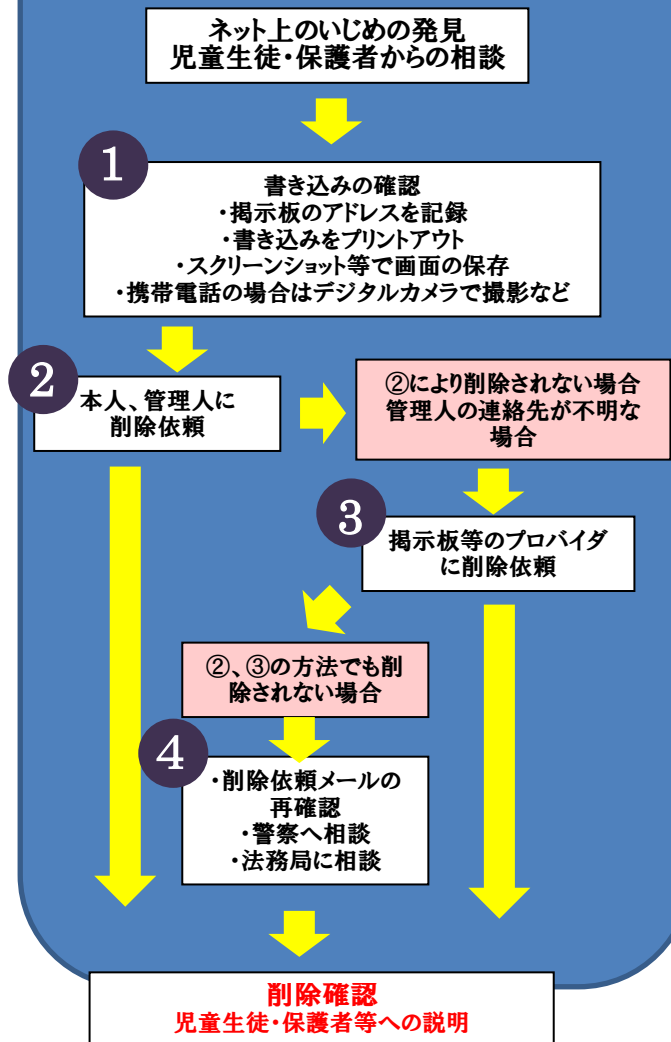 ネット上のいじめの発見
児童生徒・保護者からの相談
1
書き込みの確認
・掲示板のアドレスを記録
・書き込みをプリントアウト
・スクリーンショット等で画面の保存
・携帯電話の場合はデジタルカメラで撮影など
2
本人、管理人に
削除依頼
②により削除されない場合
管理人の連絡先が不明な
場合
3
掲示板等のプロバイダ
に削除依頼
②、③の方法でも削
除されない場合
4
・削除依頼メールの
再確認
・警察へ相談
・法務局に相談
削除確認
児童生徒・保護者等への説明